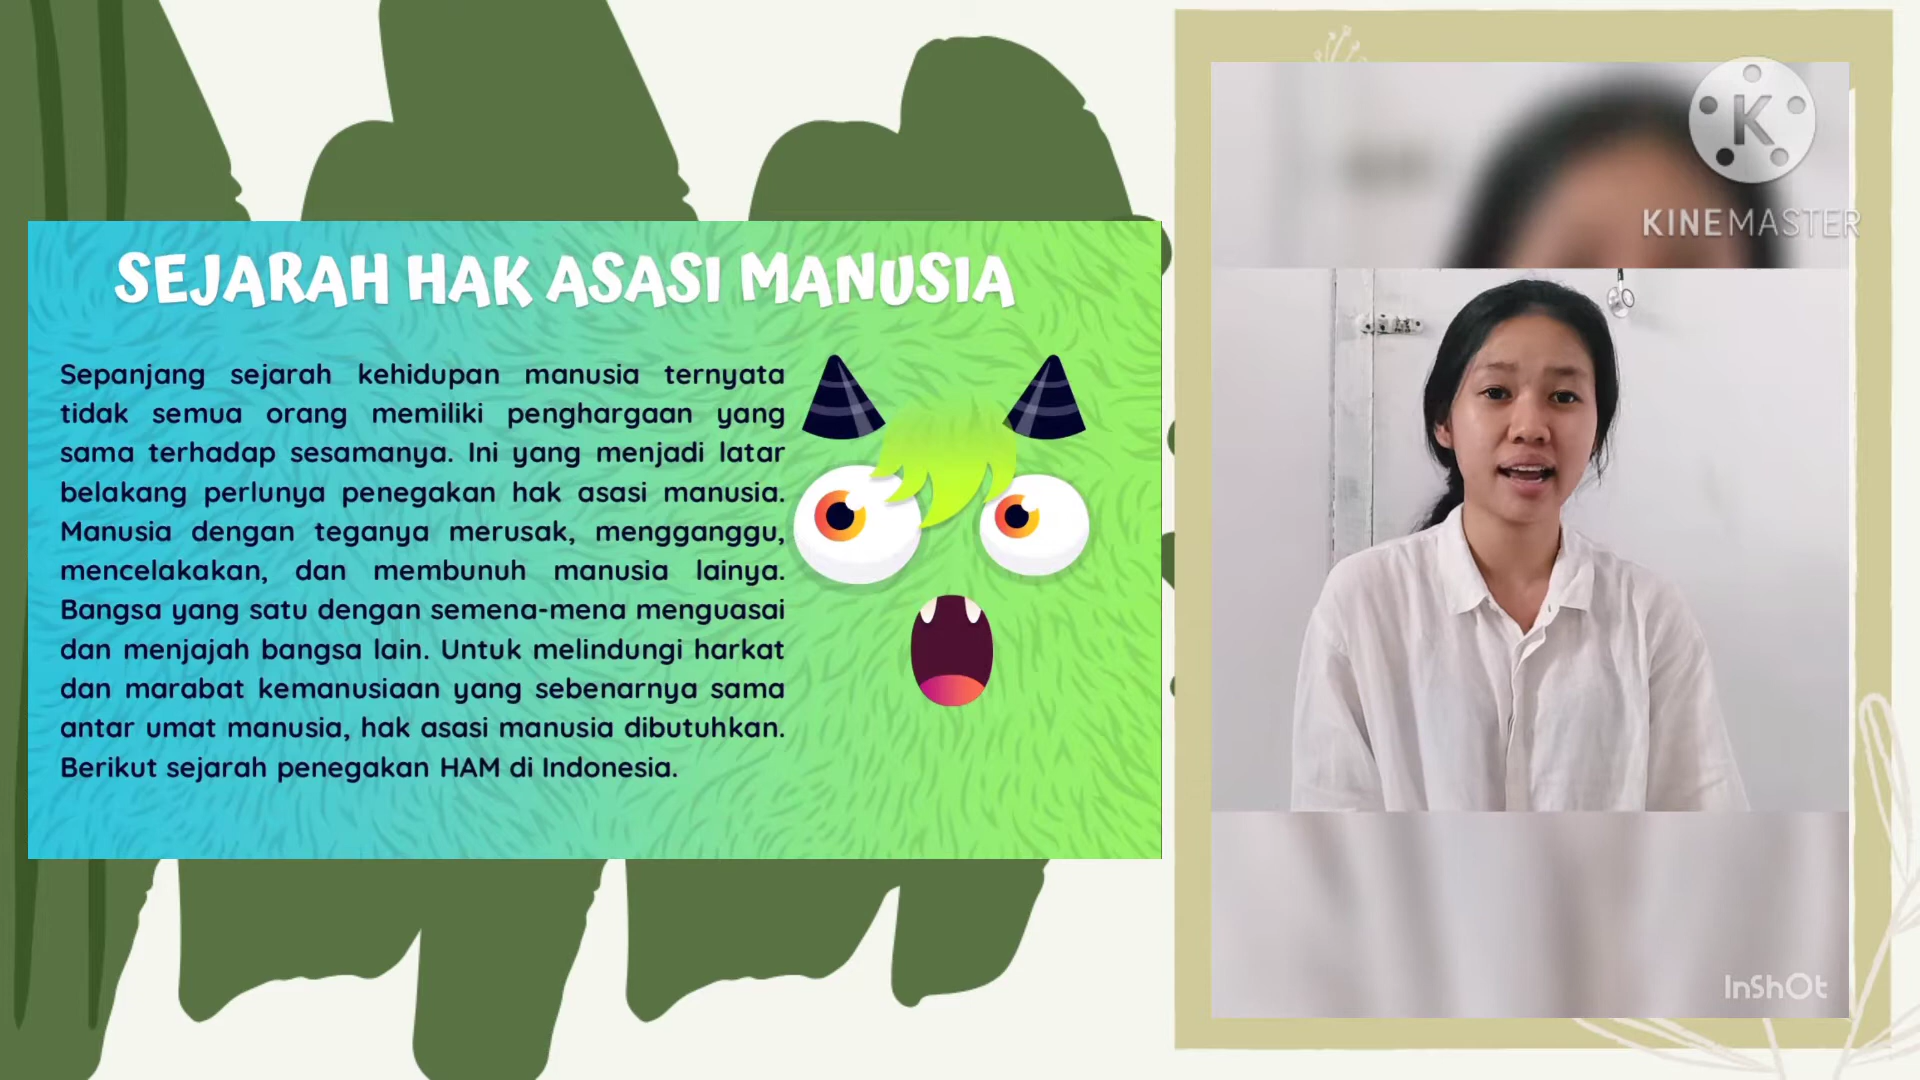 SEJARAH HAK ASASI MANUSIA
Sepanjang sejarah kehidupan manusia ternyata
tidak semua orang memiliki penghargaan yang
sama terhadap sesamanya. Ini yang menjadi latar
belakang perlunya penegakan hak asasi manusia.
Manusia dengan teganya merusak, mengganggu,
mencelakakan, dan membunuh manusia lainya.
Bangsa yang satu dengan semena-mena menguasai
dan menjajah bangsa lain. Untuk melindungi harkat
dan marabat kemanusiaan yang sebenarnya sama
antar umat manusia, hak asasi manusia dibutuhkan.
Berikut sejarah penegakan HAM di Indonesia.
K
KINEMASTER
InShOt